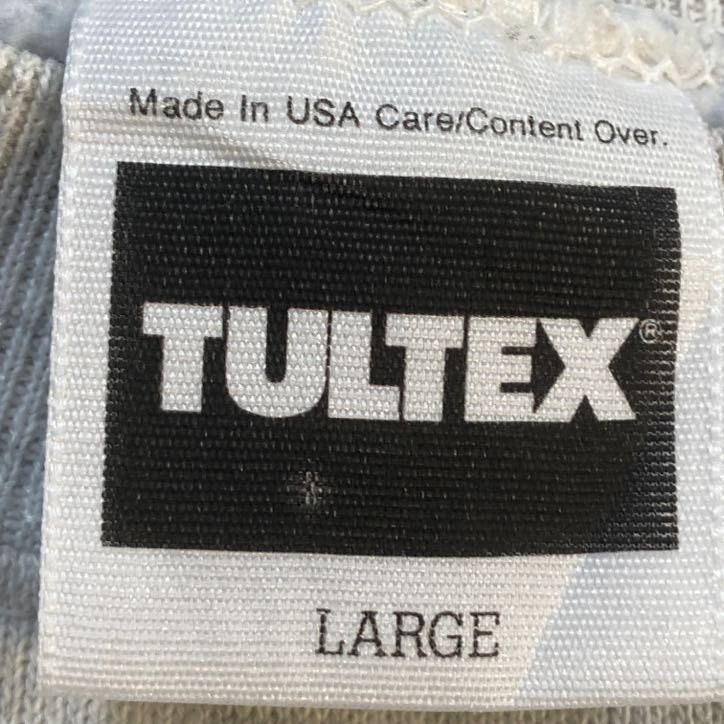 Made In USA Care/Content Over.
TULTEX®
LARGE